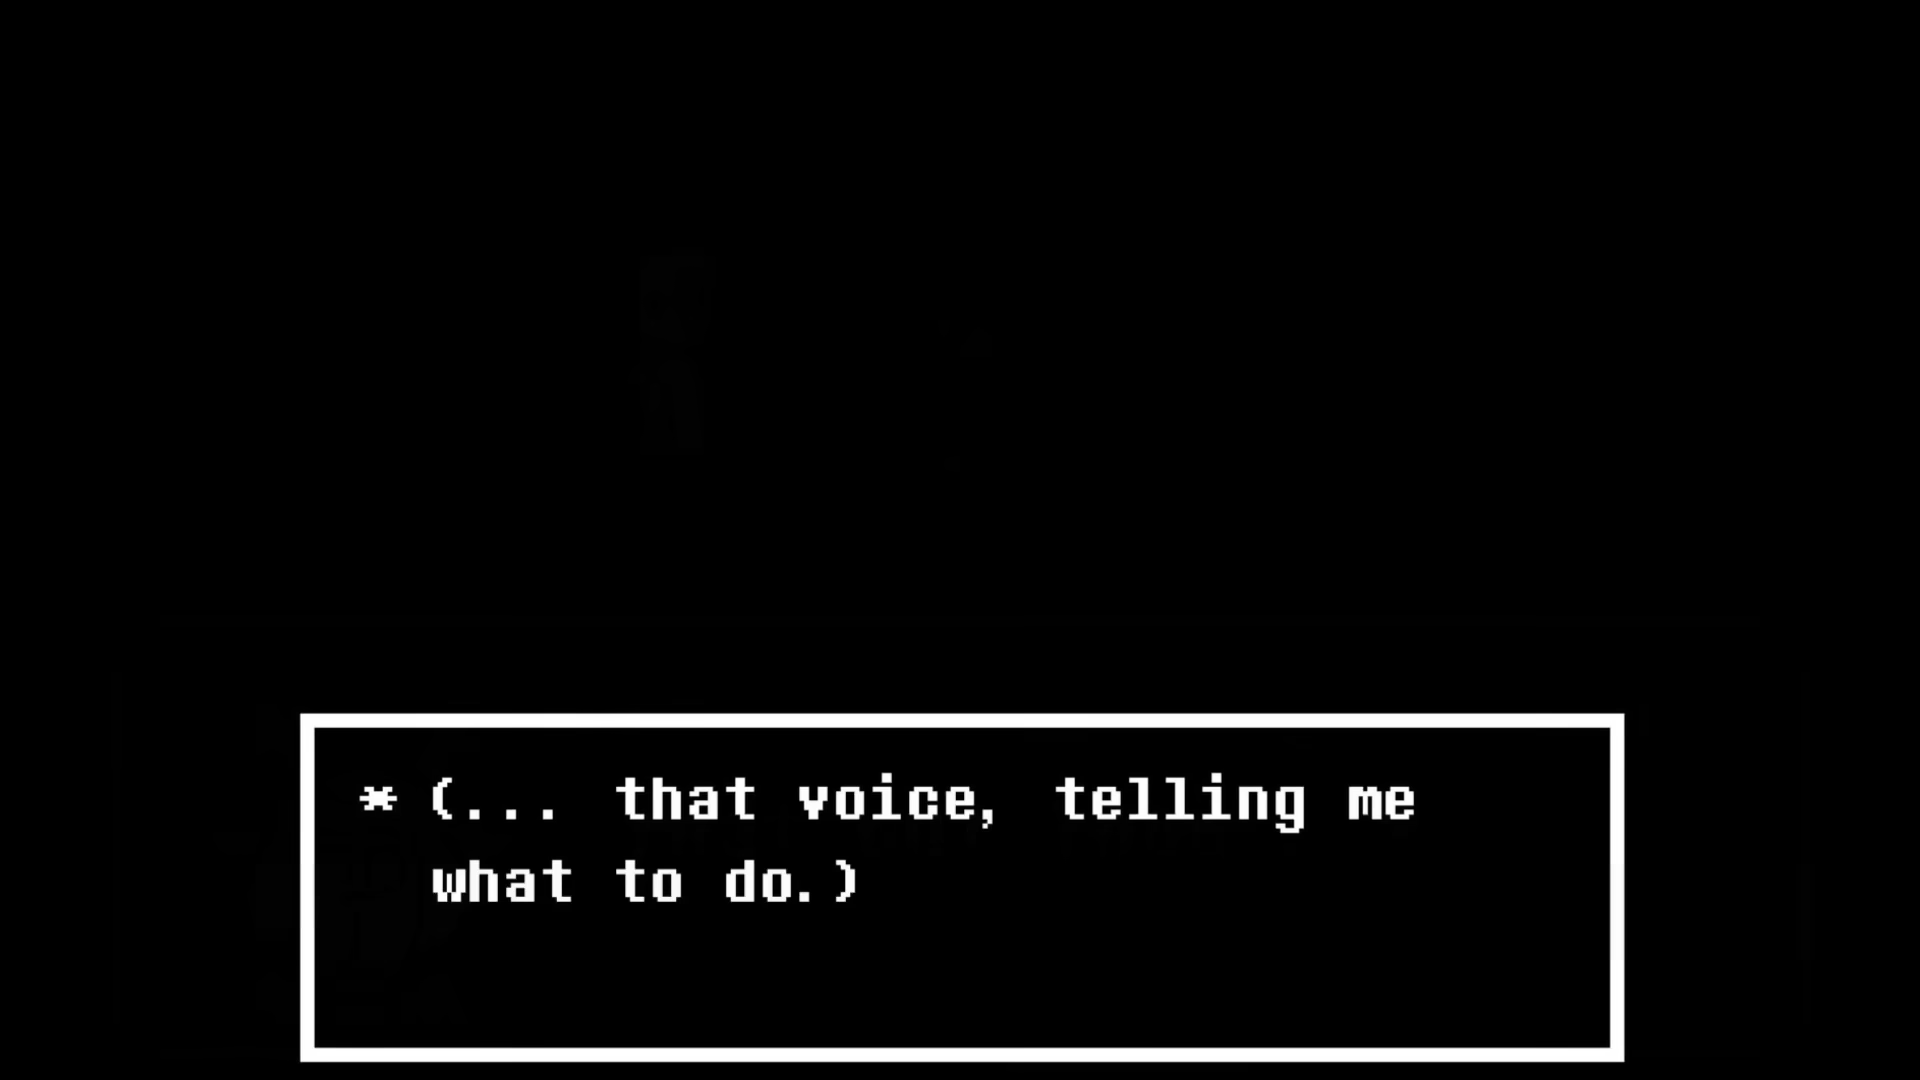 * (... that voice, telling me
what to do.)